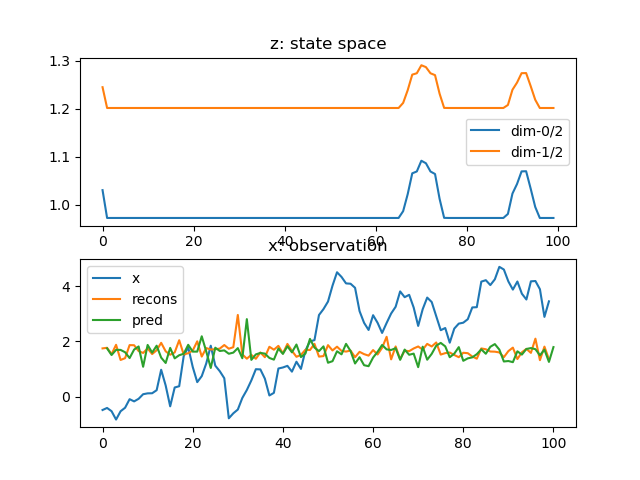 z: state space
1.3
1.2
1.1
1.0
dim-0/2
dim-1/2
0 20 40 60 80 100
x: observation
4
2
0
x
recons
pred
0 20 40 60 80 100